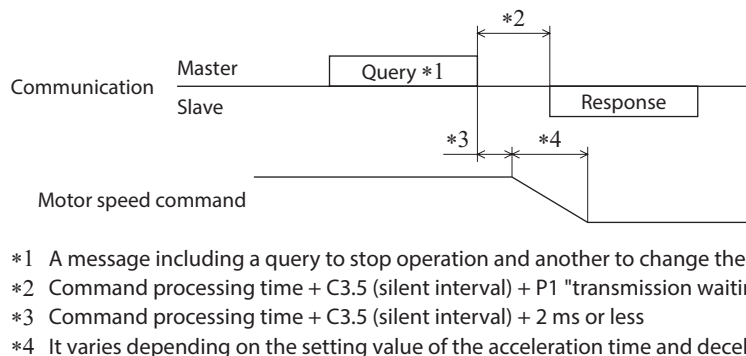 *2
Master
Query *1
Communication
Slave
Response
*3
*4
Motor speed command
*1 A message including a query to stop operation and another to change the
*2 Command processing time + C3.5 (silent interval) + P1 "transmission
*3 Command processing time + C3.5 (silent interval) + 2 ms or less
*4 It varies depending on the setting value of the acceleration time and